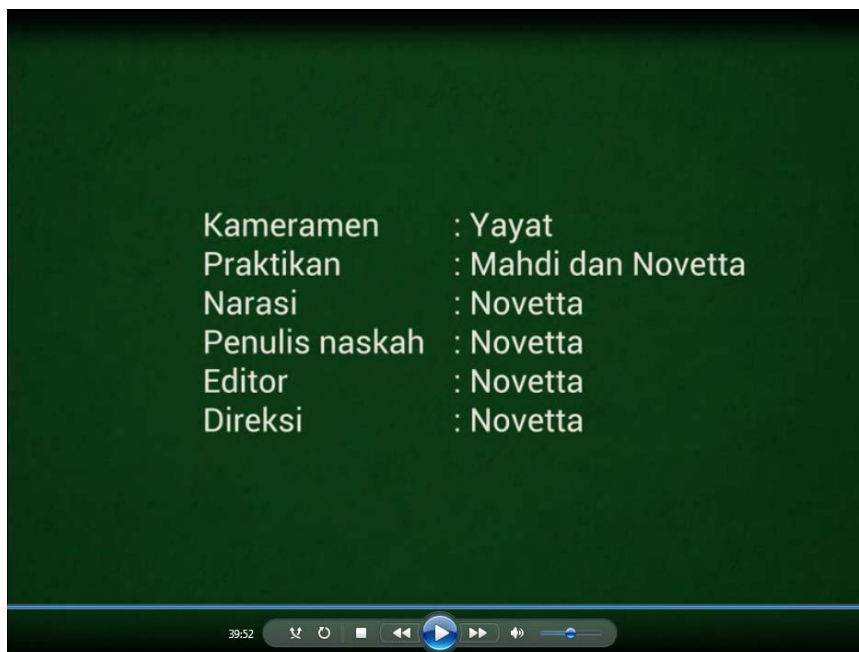 Kameramen : Yayat
Praktikan : Mahdi dan Novetta
Narasi : Novetta
Penulis naskah : Novetta
Editor : Novetta
Direksi : Novetta
39:52